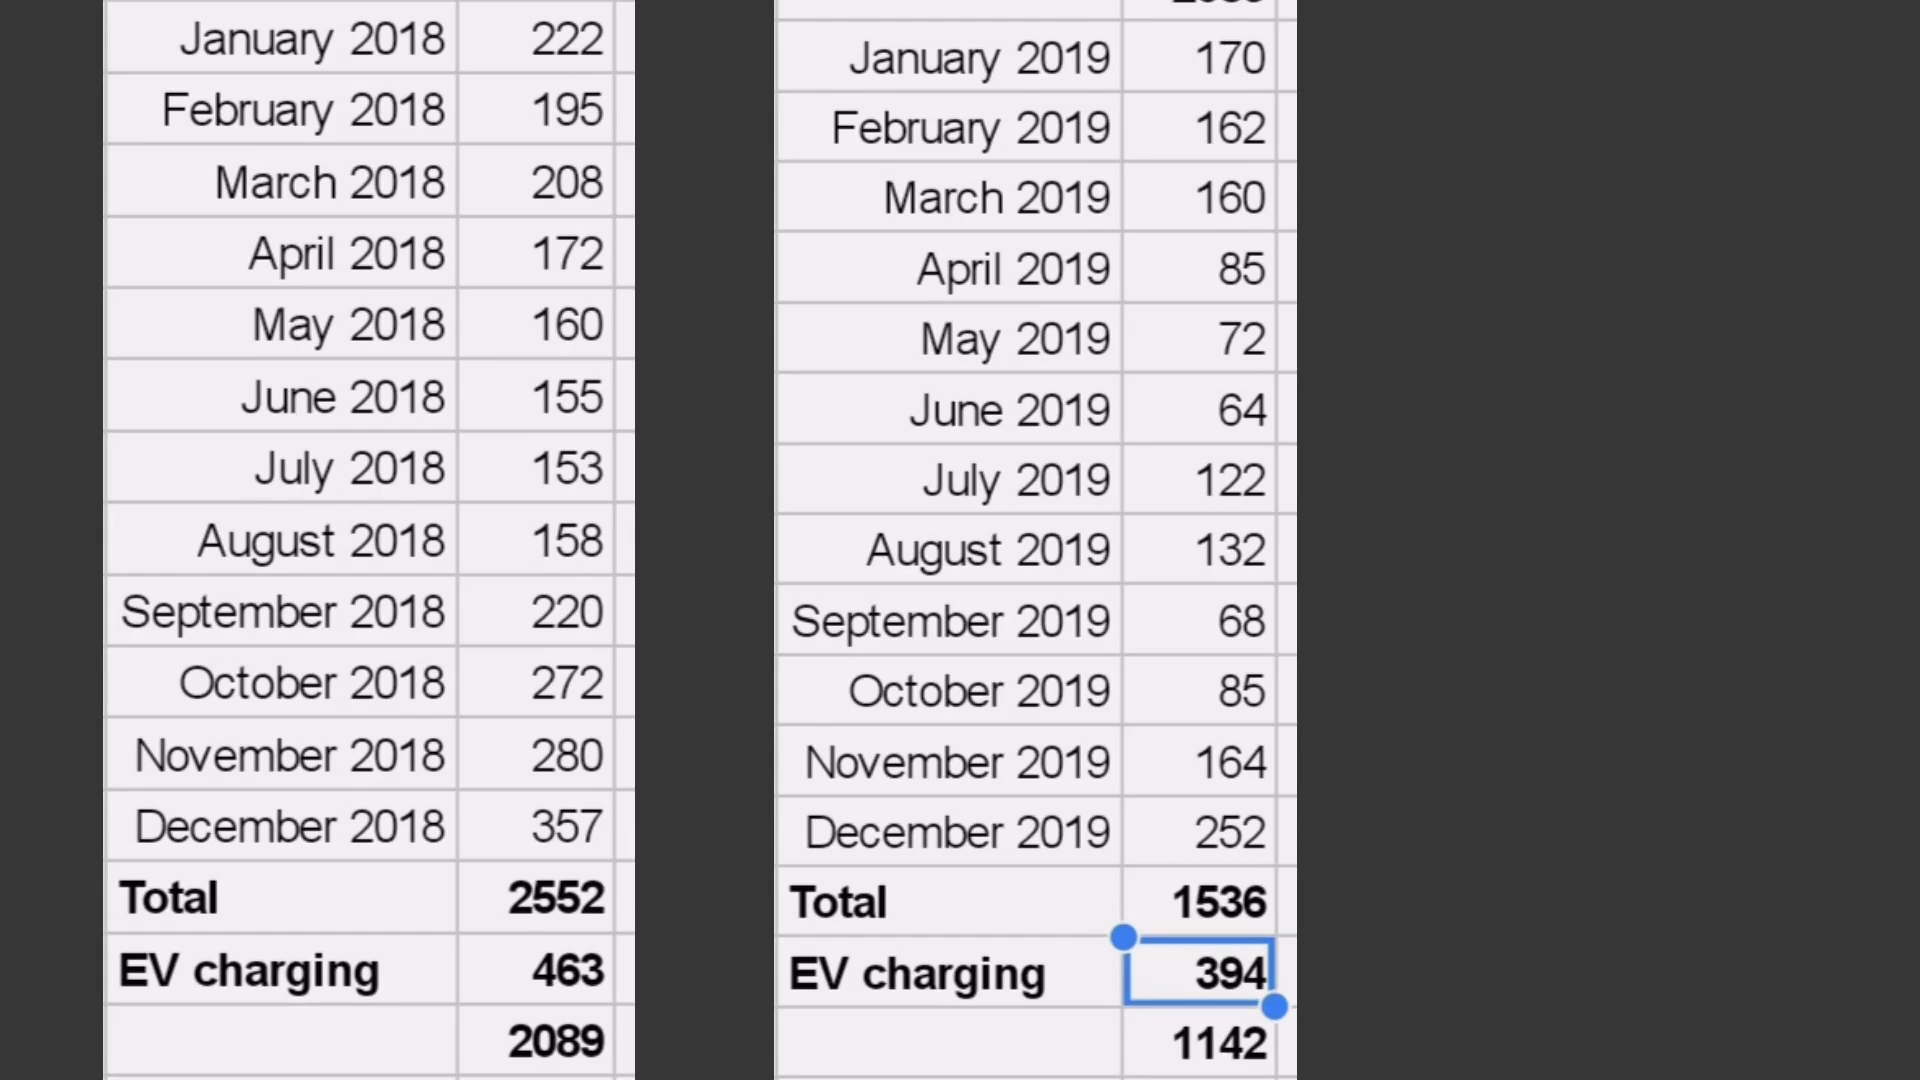 January 2018 222
February 2018 195
March 2018 208
April 2018 172
May 2018 160
June 2018 155
July 2018 153
August 2018 158
September 2018 220
October 2018 272
November 2018 280
December 2018 357
Total 2552
EV charging 463
2089
January 2019 170
February 2019 162
March 2019 160
April 2019 85
May 2019 72
June 2019 64
July 2019 122
August 2019 132
September 2019 68
October 2019 85
November 2019 164
December 2019 252
Total 1536
EV charging 394
1142